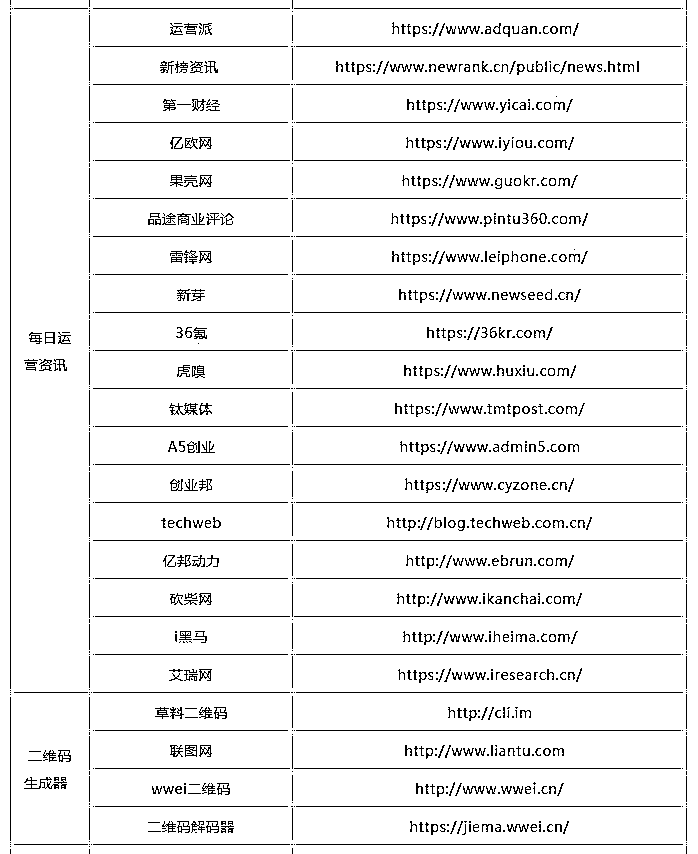 运营派 https://www.adquan.com/
新榜资讯 https://www.newrank.cn/public/news.html
第一财经 https://www.yicai.com/
亿欧网 https://www.iyiou.com/
果壳网 https://www.guokr.com/
品途商业评论 https://www.pintu360.com/
雷锋网 https://www.leiphone.com/
新芽 https://www.newseed.cn/
每日运
营资讯
36氪 https://36kr.com/
虎嗅 https://www.huxiu.com/
钛媒体 https://www.tmtpost.com/
A5创业 https://www.admin5.com
创业邦 https://www.cyzone.cn/
techweb http://blog.techweb.com.cn/
亿邦动力 http://www.ebrun.com/
砍柴网 http://www.ikanchai.com/
i黑马 http://www.iheima.com/
艾瑞网 https://www.iresearch.cn/
二维码
生成器
草料二维码 http://cli.im
联图网 http://www.liantu.com
wwei二维码 http://www.wwei.cn/
二维码解码器 https://jiema.wwei.cn/